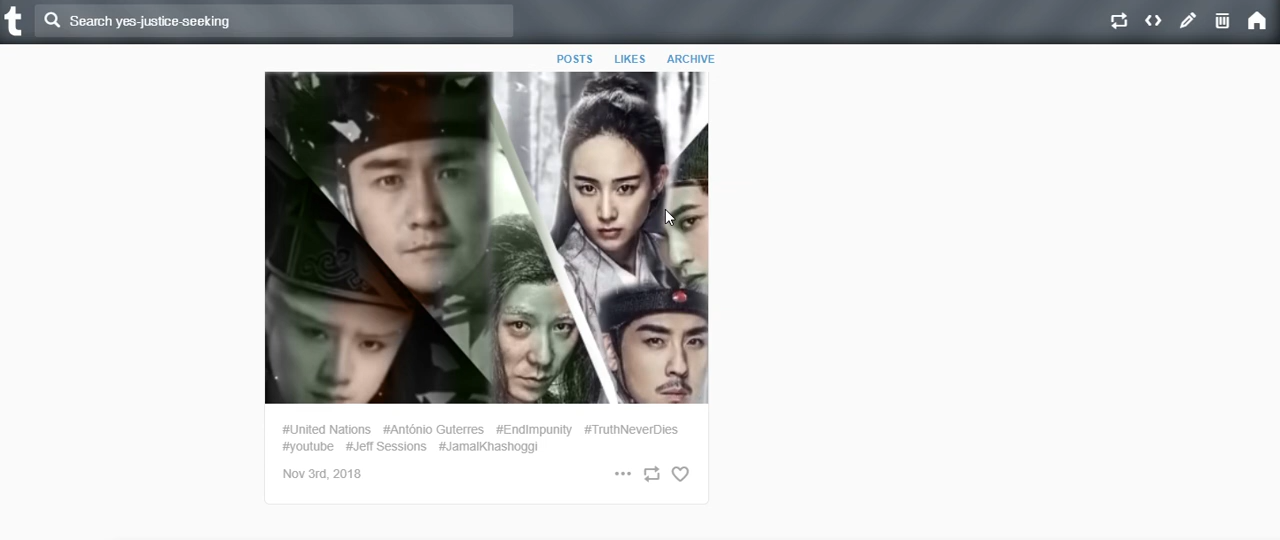 t
Search yes-justice-seeking
POSTS LIKES ARCHIVE
#United Nations #António Guterres #EndImpunity #TruthNeverDies
#youtube #Jeff Sessions #JamalKhashoggi
Nov 3rd, 2018